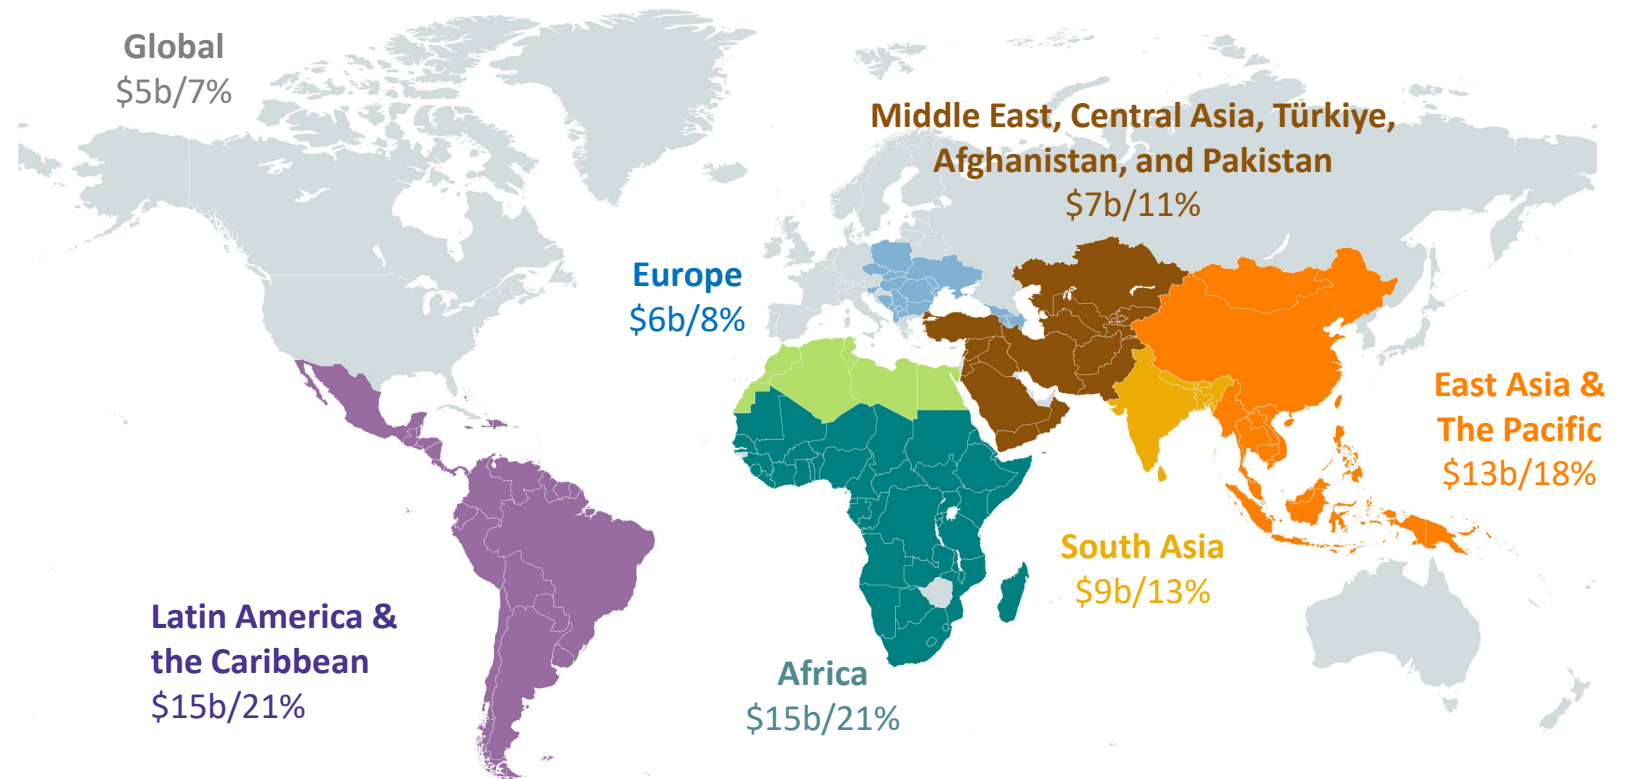 Global
$5b/7%
Middle East, Central Asia, Türkiye,
Afghanistan, and Pakistan
$7b/11%
Europe
$6b/8%
East Asia &
The Pacific
$13b/18%
South Asia
$9b/13%
Latin America &
the Caribbean
$15b/21%
Africa
$15b/21%